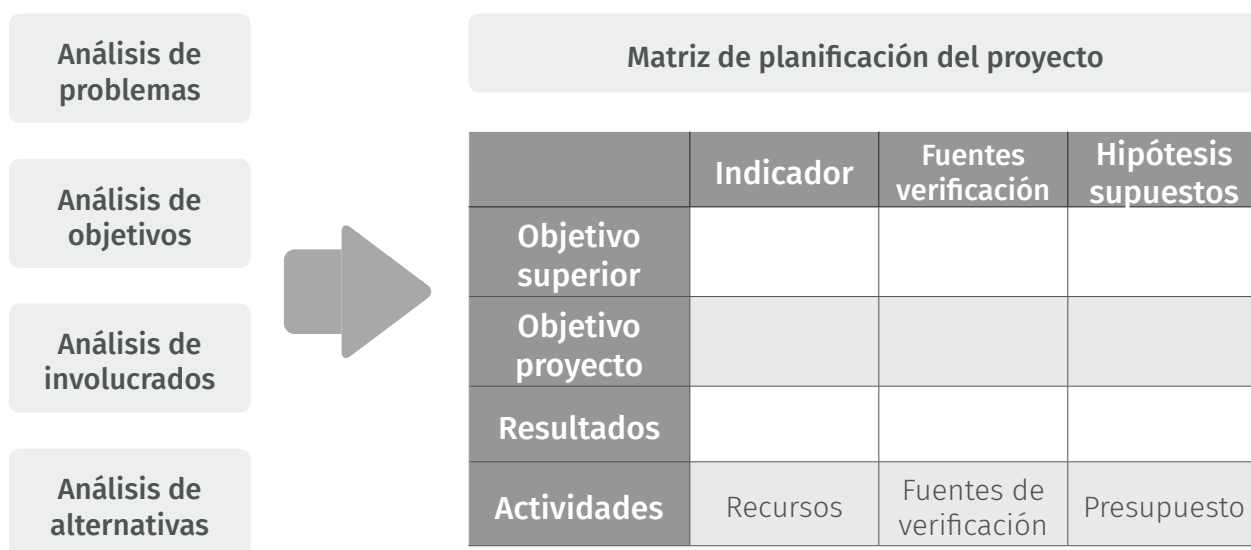 Análisis de
problemas
Análisis de
objetivos
Análisis de
involucrados
Análisis de
alternativas
Matriz de planificación del proyecto
Indicador
Fuentes
verificación
Hipótesis
supuestos
Objetivo
superior
Objetivo
proyecto
Resultados
Actividades
Recursos
Fuentes de
verificación
Presupuesto